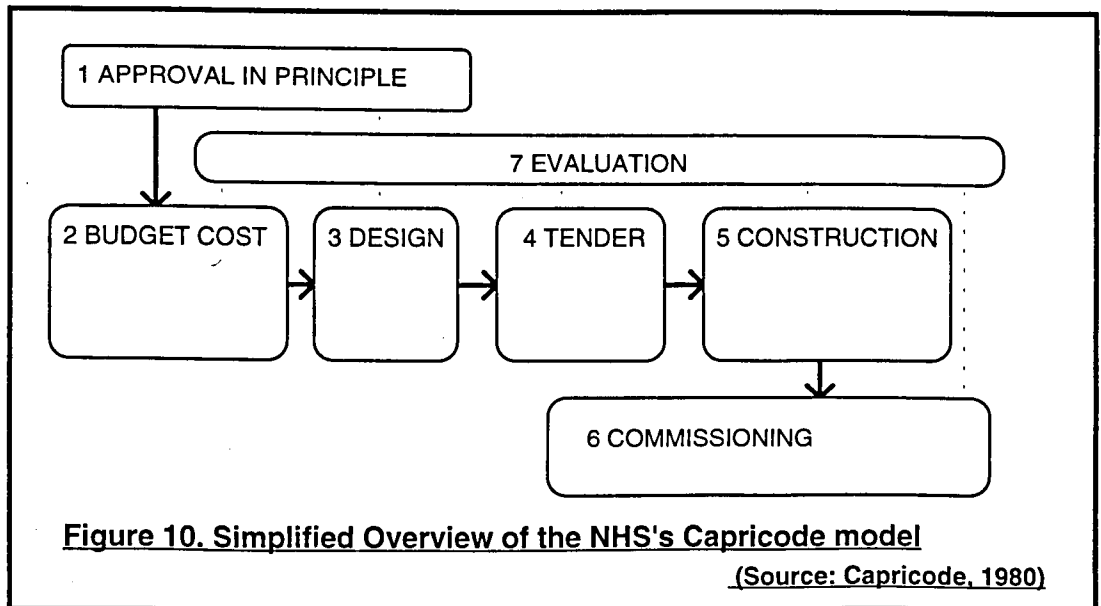 1 APPROVAL IN PRINCIPLE
7 EVALUATION
2 BUDGET COST
3 DESIGN
4 TENDER
5 CONSTRUCTION
6 COMMISSIONING
Figure 10. Simplified Overview of the NHS's Capricode model
(Source: Capricode, 1980)